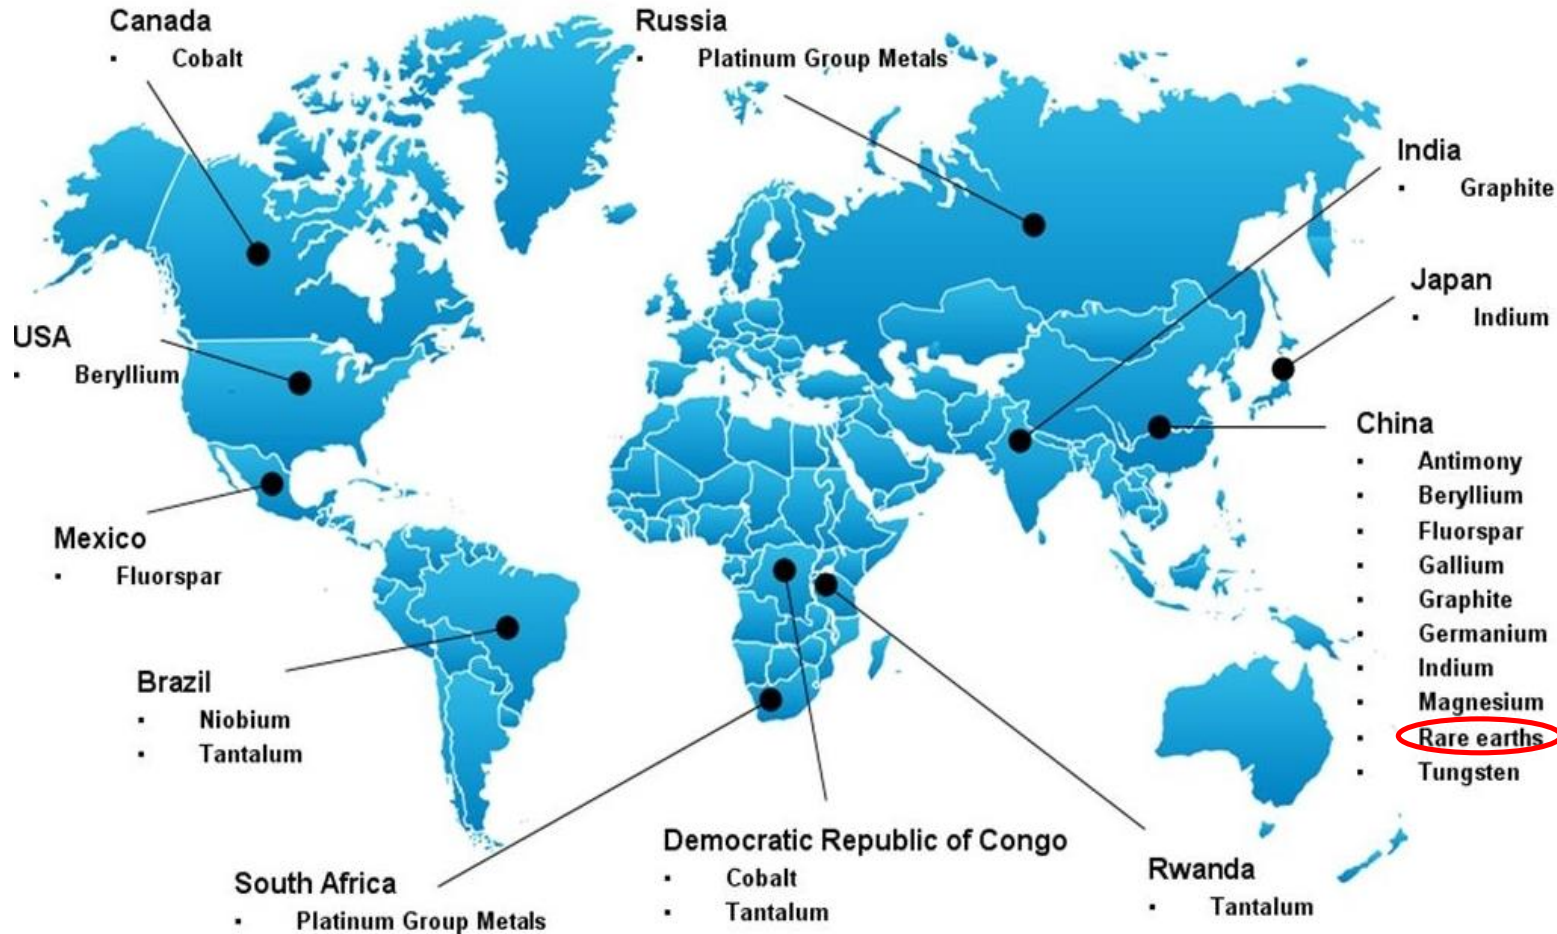 Canada
▪ Cobalt
Russia
▪ Platinum Group Metals
India
▪ Graphite
Japan
▪ Indium
USA
▪ Beryllium
China
▪ Antimony
▪ Beryllium
▪ Fluorspar
▪ Gallium
▪ Graphite
▪ Germanium
▪ Indium
▪ Magnesium
▪ Rare earths
▪ Tungsten
Mexico
▪ Fluorspar
Brazil
▪ Niobium
▪ Tantalum
South Africa
▪ Platinum Group Metals
Democratic Republic of Congo
▪ Cobalt
▪ Tantalum
Rwanda
▪ Tantalum